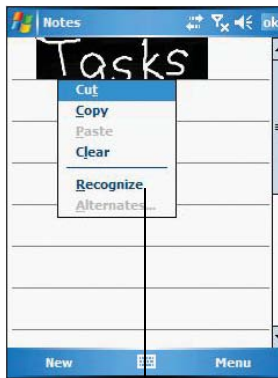 Notes ok
Tasks
Cut
Copy
Paste
Clear
Recognize
Alternates...
New Menu